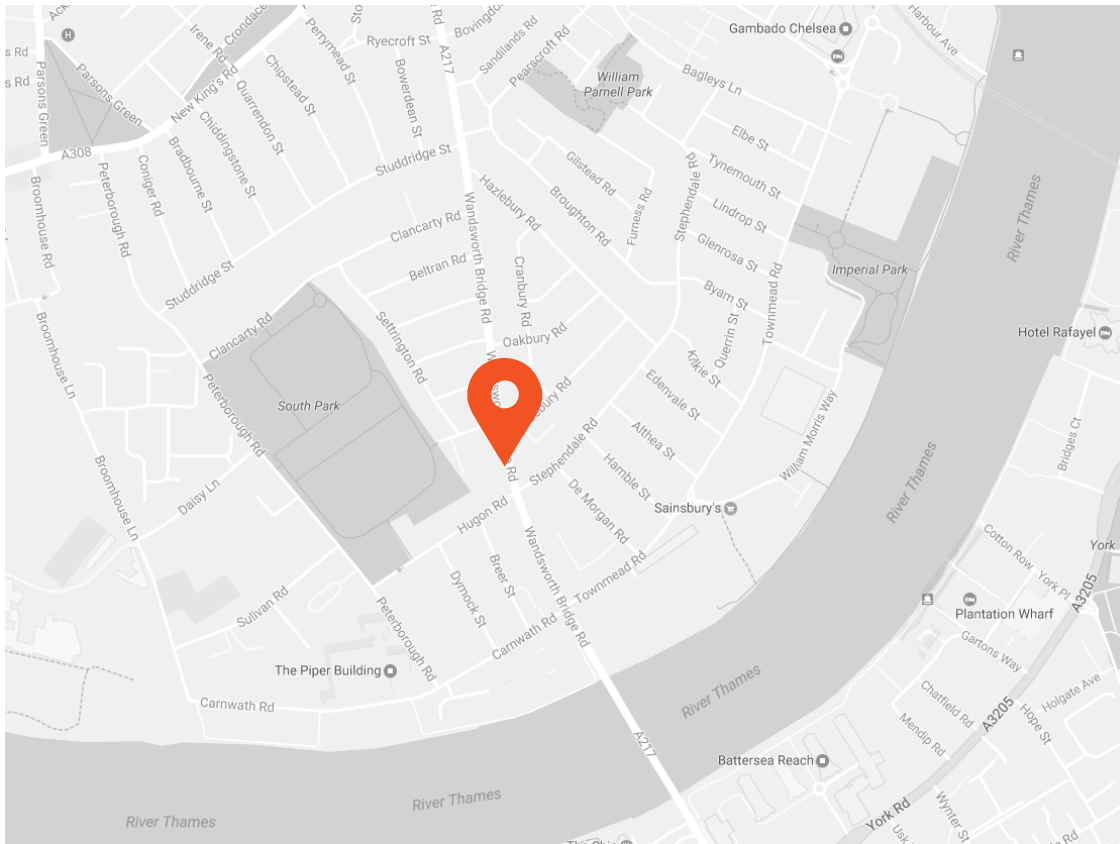 Gambado Chelsea
Harbour Ave
Irene Rd
Crondace
Perrymead St
Ryecroft St
Bovingdon
A217
Sandilands Rd
Pearscroft Rd
H
s Rd
s Rd
Parsons Green
Parsons Green
New King's Rd
Chipstead St
Bowerdean St
William
Parnell Park
Bagleys Ln
Quarrendon St
Chiddingstone St
Bradbourne St
Coniger Rd
Peterborough Rd
A308
Broomhouse Rd
Studdridge St
Elbe St
Tynemouth St
Gilstead Rd
Stephendale Rd
Hazlebury Rd
Broughton Rd
Furness Rd
Lindrop St
Glenrosa St
Wandsworth Bridge Rd
Clancarty Rd
Beltran Rd
Cranbury Rd
Studdridge St
River Thames
Imperial Park
Townmead Rd
Byam St
Querrin St
Kilkie St
Oakbury Rd
Settrington Rd
Clancarty Rd
Broomhouse Ln
Hotel Rafayel
South Park
Peterborough Rd
Edenvale St
Althea St
Hamble St
William Morris Way
Bridges Ct
River Thames
Stephendale Rd
De Morgan Rd
Sainsbury's
Broomhouse Ln
Daisy Ln
Hugon Rd
Wandsworth Bridge Rd
Breer St
Dymock St
Townmead Rd
Carnwath Rd
Sulivan Rd
Peterborough Rd
The Piper Building
Carnwath Rd
Cotton Row
York Pl
York
A3205
Plantation Wharf
Gartons Way
Chatfield Rd
Mendip Rd
A3205
Hope St
Holgate Ave
River Thames
A217
Battersea Reach
River Thames
River Thames
York Rd
Wynter St